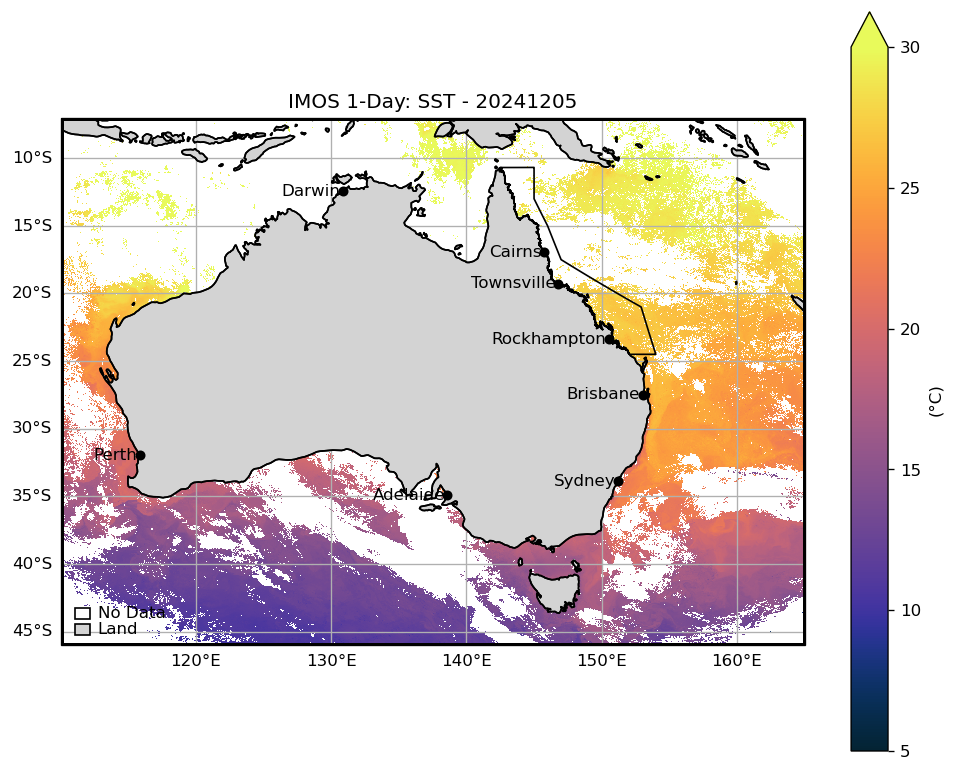 IMOS 1-Day: SST - 20241205
30
10°S
Darwin
25
15°S
Cairns
20°S
Townsville
20
Rockhampton
25°S
Brisbane
(°C)
30°S
Perth
15
Sydney
35°S
Adelaide
40°S
10
No Data
Land
45°S
120°E 130°E 140°E 150°E 160°E
5